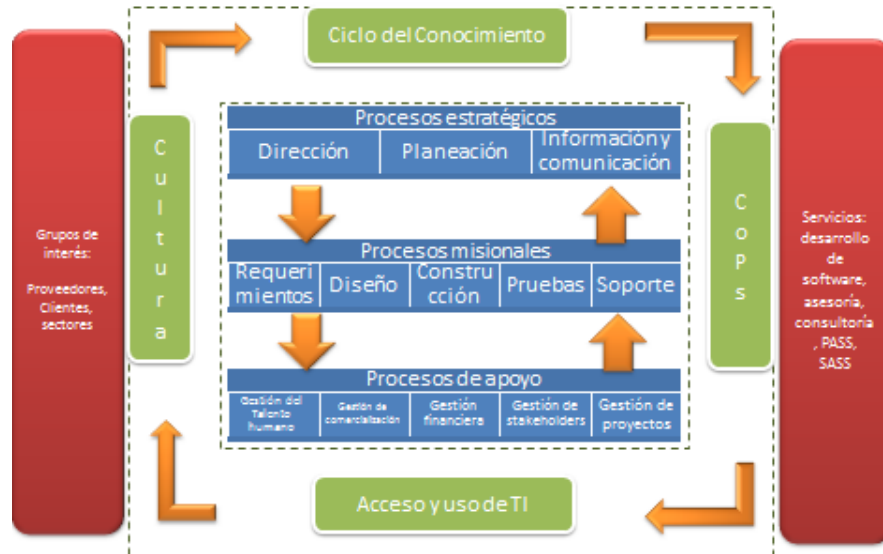 Ciclo del Conocimiento
Grupos de
interés:
Proveedores,
Clientes,
sectores
C
u
l
t
u
r
a
Procesos estratégicos
Dirección
Planeación
Información y
comunicación
Procesos misionales
Requeri
mientos
Diseño
Constru
cción
Pruebas
Soporte
Procesos de apoyo
Gestión del
Talento
humano
Gestión de
comercialización
Gestión
financiera
Gestión de
stakeholders
Gestión de
proyectos
C
o
P
s
Servicios:
desarrollo
de
software,
asesoría,
consultoría
, PASS,
SASS
Acceso y uso de TI